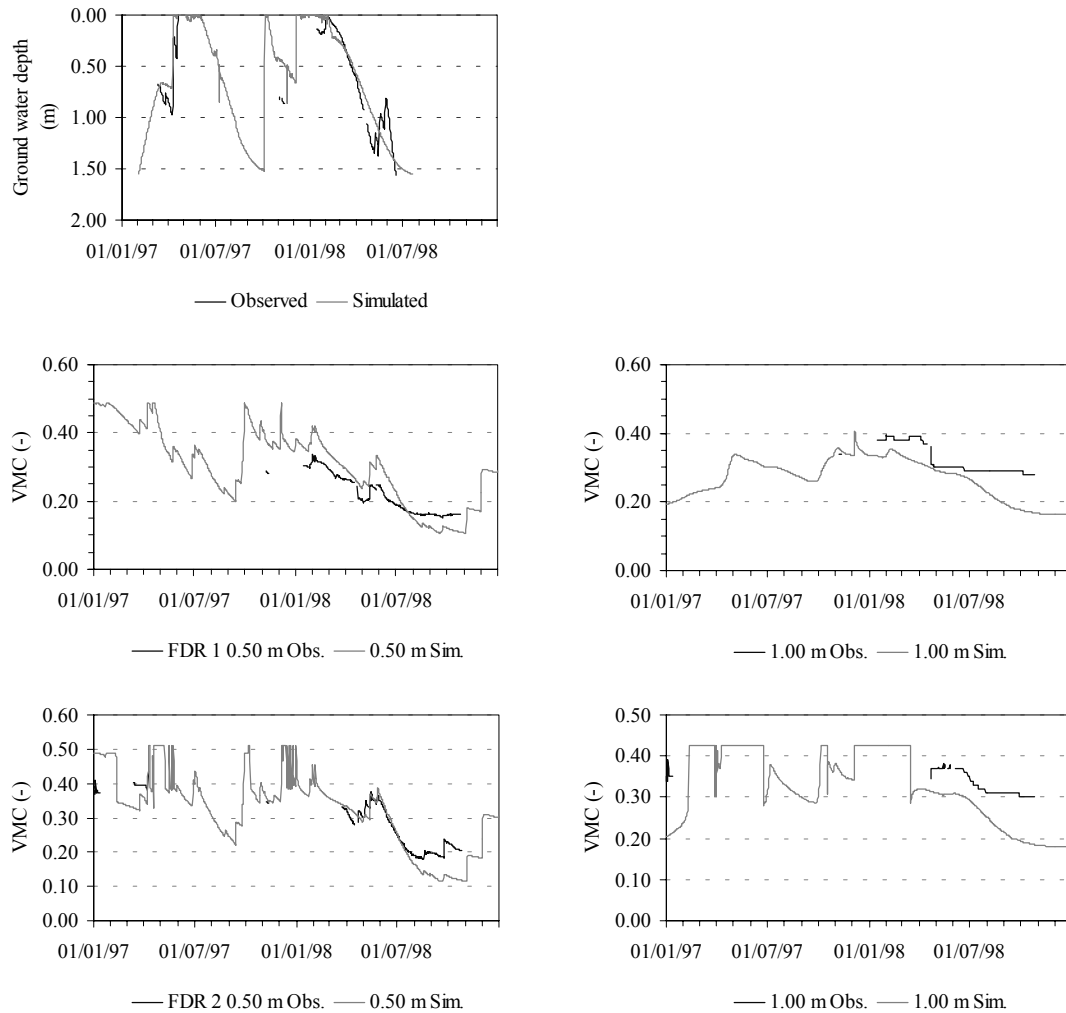 0.00
0.50
1.00
1.50
2.00
Ground water depth
(m)
01/01/97 01/07/97 01/01/98 01/07/98
Observed Simulated
0.60
0.40
0.20
0.00
VMC (-)
01/01/97 01/07/97 01/01/98 01/07/98
FDR 1 0.50 m Obs. 0.50 m Sim.
0.60
0.40
0.20
0.00
VMC (-)
01/01/97 01/07/97 01/01/98 01/07/98
1.00 m Obs. 1.00 m Sim.
0.60
0.50
0.40
0.30
0.20
0.10
0.00
VMC (-)
01/01/97 01/07/97 01/01/98 01/07/98
FDR 2 0.50 m Obs. 0.50 m Sim.
0.50
0.40
0.30
0.20
0.10
0.00
VMC (-)
01/01/97 01/07/97 01/01/98 01/07/98
1.00 m Obs. 1.00 m Sim.